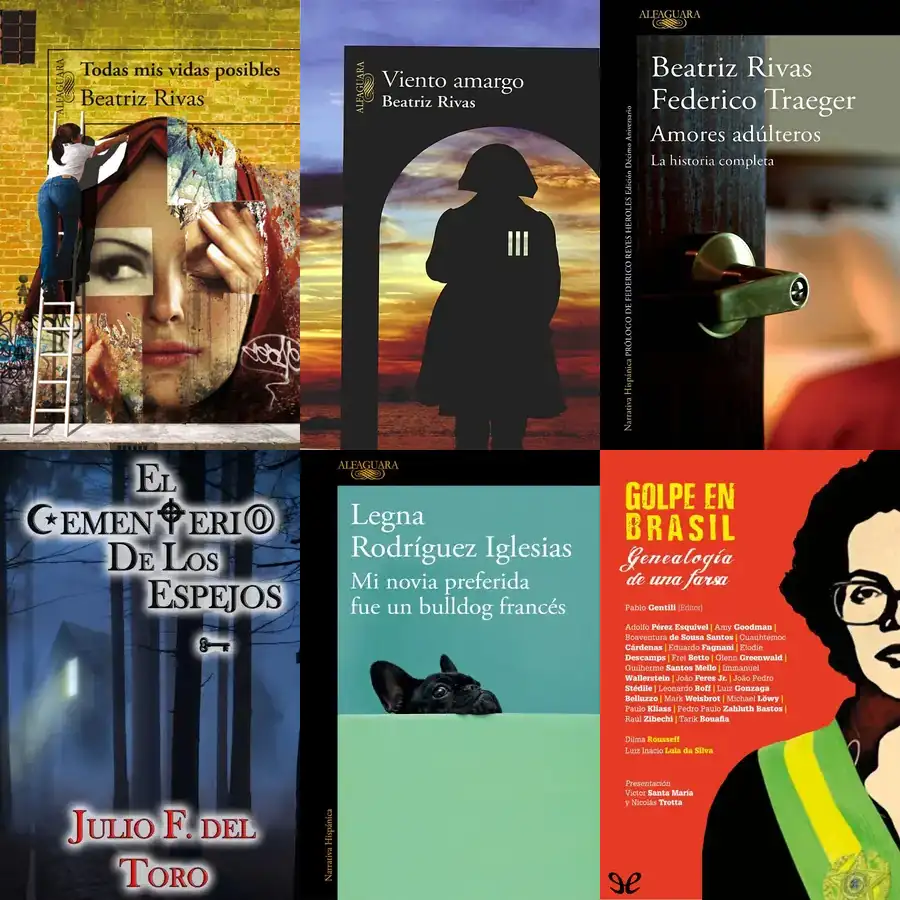 ALFAGUARA
Todas mis vidas posibles
Beatriz Rivas
ALFAGUARA
Viento amargo
Beatriz Rivas
III
ALFAGUARA
Beatriz Rivas
Federico Traeger
Amores adúlteros
La historia completa
Narrativa Hispánica PRÓLOGO DE FEDERICO REYES HEROLES Edición Décimo Aniversario
EL
CEMENTERIO
DE LOS
ESPEJOS
JULIO F. DEL
TORO
ALFAGUARA
Legna
Rodríguez Iglesias
Mi novia preferida
fue un bulldog francés
Narrativa Hispánica
GOLPE EN
BRASIL
Genealogía
de una farsa
Pablo Gentili [Editor]
Adolfo Pérez Esquivel | Amy Goodman |
Boaventura de Sousa Santos | Cuauhtémoc
Cárdenas | Eduardo Fagnani | Elodie
Descamps | Frei Betto | Glenn Greenwald |
Guilherme Santos Mello | Immanuel
Wallerstein | João Feres Jr. | João Pedro
Stédile | Leonardo Boff | Luiz Gonzaga
Belluzzo | Mark Weisbrot | Michael Löwy |
Paulo Kliass | Pedro Paulo Zahluth Bastos |
Raúl Zibechi | Tarik Bouafia
Dilma Rousseff
Luiz Inácio Lula da Silva
Presentación
Víctor Santa María
y Nicolás Trotta